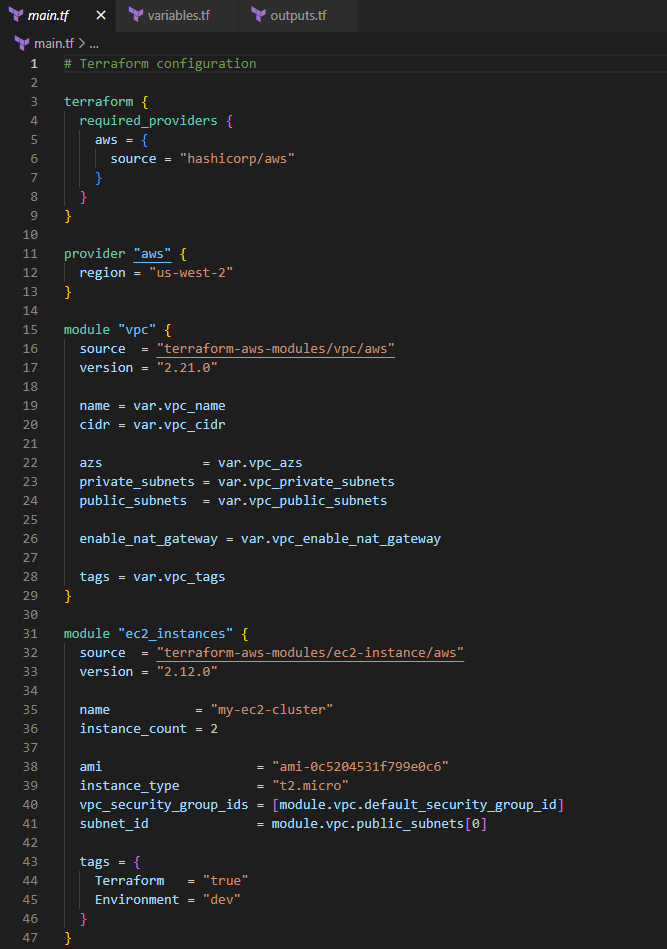 main.tf
variables.tf
outputs.tf
main.tf > ...
1 # Terraform configuration
2
3 terraform {
4   required_providers {
5     aws = {
6       source = "hashicorp/aws"
7     }
8   }
9 }
10
11 provider "aws" {
12   region = "us-west-2"
13 }
14
15 module "vpc" {
16   source  = "terraform-aws-modules/vpc/aws"
17   version = "2.21.0"
18
19   name = var.vpc_name
20   cidr = var.vpc_cidr
21
22   azs             = var.vpc_azs
23   private_subnets = var.vpc_private_subnets
24   public_subnets  = var.vpc_public_subnets
25
26   enable_nat_gateway = var.vpc_enable_nat_gateway
27
28   tags = var.vpc_tags
29 }
30
31 module "ec2_instances" {
32   source  = "terraform-aws-modules/ec2-instance/aws"
33   version = "2.12.0"
34
35   name           = "my-ec2-cluster"
36   instance_count = 2
37
38   ami                    = "ami-0c5204531f799e0c6"
39   instance_type          = "t2.micro"
40   vpc_security_group_ids = [module.vpc.default_security_group_id]
41   subnet_id              = module.vpc.public_subnets[0]
42
43   tags = {
44     Terraform   = "true"
45     Environment = "dev"
46   }
47 }